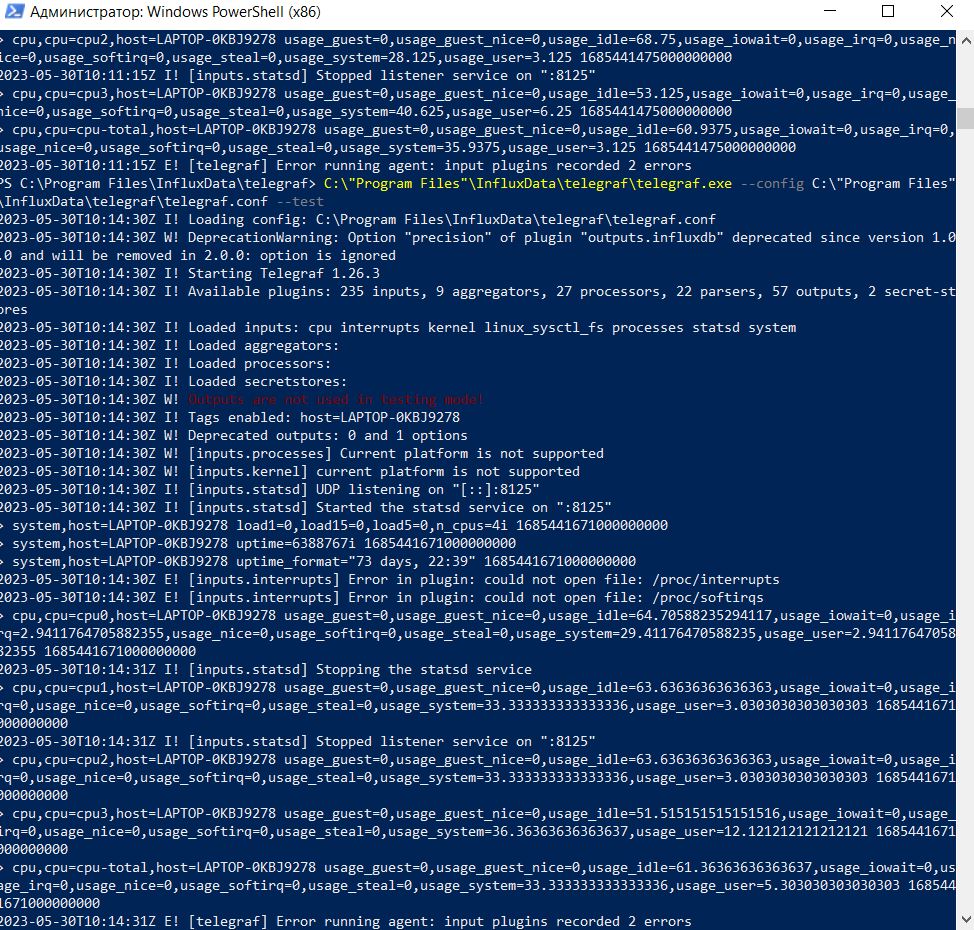 Администратор: Windows PowerShell (x86)
> cpu,cpu=cpu2,host=LAPTOP-0KBJ9278 usage_guest=0,usage_guest_nice=0,usage_idle=68.75,usage_iowait=0,usage_irq=0,usage_n
ice=0,usage_softirq=0,usage_steal=0,usage_system=28.125,usage_user=3.125 1685441475000000000
2023-05-30T10:11:15Z I! [inputs.statsd] Stopped listener service on ":8125"
> cpu,cpu=cpu3,host=LAPTOP-0KBJ9278 usage_guest=0,usage_guest_nice=0,usage_idle=53.125,usage_iowait=0,usage_irq=0,usage_
nice=0,usage_softirq=0,usage_steal=0,usage_system=40.625,usage_user=6.25 1685441475000000000
> cpu,cpu=cpu-total,host=LAPTOP-0KBJ9278 usage_guest=0,usage_guest_nice=0,usage_idle=60.9375,usage_iowait=0,usage_irq=0,
usage_nice=0,usage_softirq=0,usage_steal=0,usage_system=35.9375,usage_user=3.125 1685441475000000000
2023-05-30T10:11:15Z E! [telegraf] Error running agent: input plugins recorded 2 errors
PS C:\Program Files\InfluxData\telegraf> C:\"Program Files"\InfluxData\telegraf\telegraf.exe --config C:\"Program Files"
\InfluxData\telegraf\telegraf.conf --test
2023-05-30T10:14:30Z I! Loading config: C:\Program Files\InfluxData\telegraf\telegraf.conf
2023-05-30T10:14:30Z W! DeprecationWarning: Option "precision" of plugin "outputs.influxdb" deprecated since version 1.0
.0 and will be removed in 2.0.0: option is ignored
2023-05-30T10:14:30Z I! Starting Telegraf 1.26.3
2023-05-30T10:14:30Z I! Available plugins: 235 inputs, 9 aggregators, 27 processors, 22 parsers, 57 outputs, 2 secret-st
ores
2023-05-30T10:14:30Z I! Loaded inputs: cpu interrupts kernel linux_sysctl_fs processes statsd system
2023-05-30T10:14:30Z I! Loaded aggregators:
2023-05-30T10:14:30Z I! Loaded processors:
2023-05-30T10:14:30Z I! Loaded secretstores:
2023-05-30T10:14:30Z W! Outputs are not used in testing mode!
2023-05-30T10:14:30Z I! Tags enabled: host=LAPTOP-0KBJ9278
2023-05-30T10:14:30Z W! Deprecated outputs: 0 and 1 options
2023-05-30T10:14:30Z W! [inputs.processes] Current platform is not supported
2023-05-30T10:14:30Z W! [inputs.kernel] current platform is not supported
2023-05-30T10:14:30Z I! [inputs.statsd] UDP listening on "[::]:8125"
2023-05-30T10:14:30Z I! [inputs.statsd] Started the statsd service on ":8125"
> system,host=LAPTOP-0KBJ9278 load1=0,load15=0,load5=0,n_cpus=4i 1685441671000000000
> system,host=LAPTOP-0KBJ9278 uptime=6388767i 1685441671000000000
> system,host=LAPTOP-0KBJ9278 uptime_format="73 days, 22:39" 1685441671000000000
2023-05-30T10:14:30Z E! [inputs.interrupts] Error in plugin: could not open file: /proc/interrupts
2023-05-30T10:14:30Z E! [inputs.interrupts] Error in plugin: could not open file: /proc/softirqs
> cpu,cpu=cpu0,host=LAPTOP-0KBJ9278 usage_guest=0,usage_guest_nice=0,usage_idle=64.70588235294117,usage_iowait=0,usage_i
rq=2.9411764705882355,usage_nice=0,usage_softirq=0,usage_steal=0,usage_system=29.41176470588235,usage_user=2.94117647058
82355 1685441671000000000
2023-05-30T10:14:31Z I! [inputs.statsd] Stopping the statsd service
> cpu,cpu=cpu1,host=LAPTOP-0KBJ9278 usage_guest=0,usage_guest_nice=0,usage_idle=63.63636363636363,usage_iowait=0,usage_i
rq=0,usage_nice=0,usage_softirq=0,usage_steal=0,usage_system=33.333333333333336,usage_user=3.0303030303030303 1685441671
000000000
2023-05-30T10:14:31Z I! [inputs.statsd] Stopped listener service on ":8125"
> cpu,cpu=cpu2,host=LAPTOP-0KBJ9278 usage_guest=0,usage_guest_nice=0,usage_idle=63.63636363636363,usage_iowait=0,usage_i
rq=0,usage_nice=0,usage_softirq=0,usage_steal=0,usage_system=33.333333333333336,usage_user=3.0303030303030303 1685441671
000000000
> cpu,cpu=cpu3,host=LAPTOP-0KBJ9278 usage_guest=0,usage_guest_nice=0,usage_idle=51.515151515151516,usage_iowait=0,usage_
irq=0,usage_nice=0,usage_softirq=0,usage_steal=0,usage_system=36.36363636363637,usage_user=12.121212121212121 1685441671
000000000
> cpu,cpu=cpu-total,host=LAPTOP-0KBJ9278 usage_guest=0,usage_guest_nice=0,usage_idle=61.36363636363637,usage_iowait=0,us
age_irq=0,usage_nice=0,usage_softirq=0,usage_steal=0,usage_system=33.333333333333336,usage_user=5.303030303030303 168544
1671000000000
2023-05-30T10:14:31Z E! [telegraf] Error running agent: input plugins recorded 2 errors